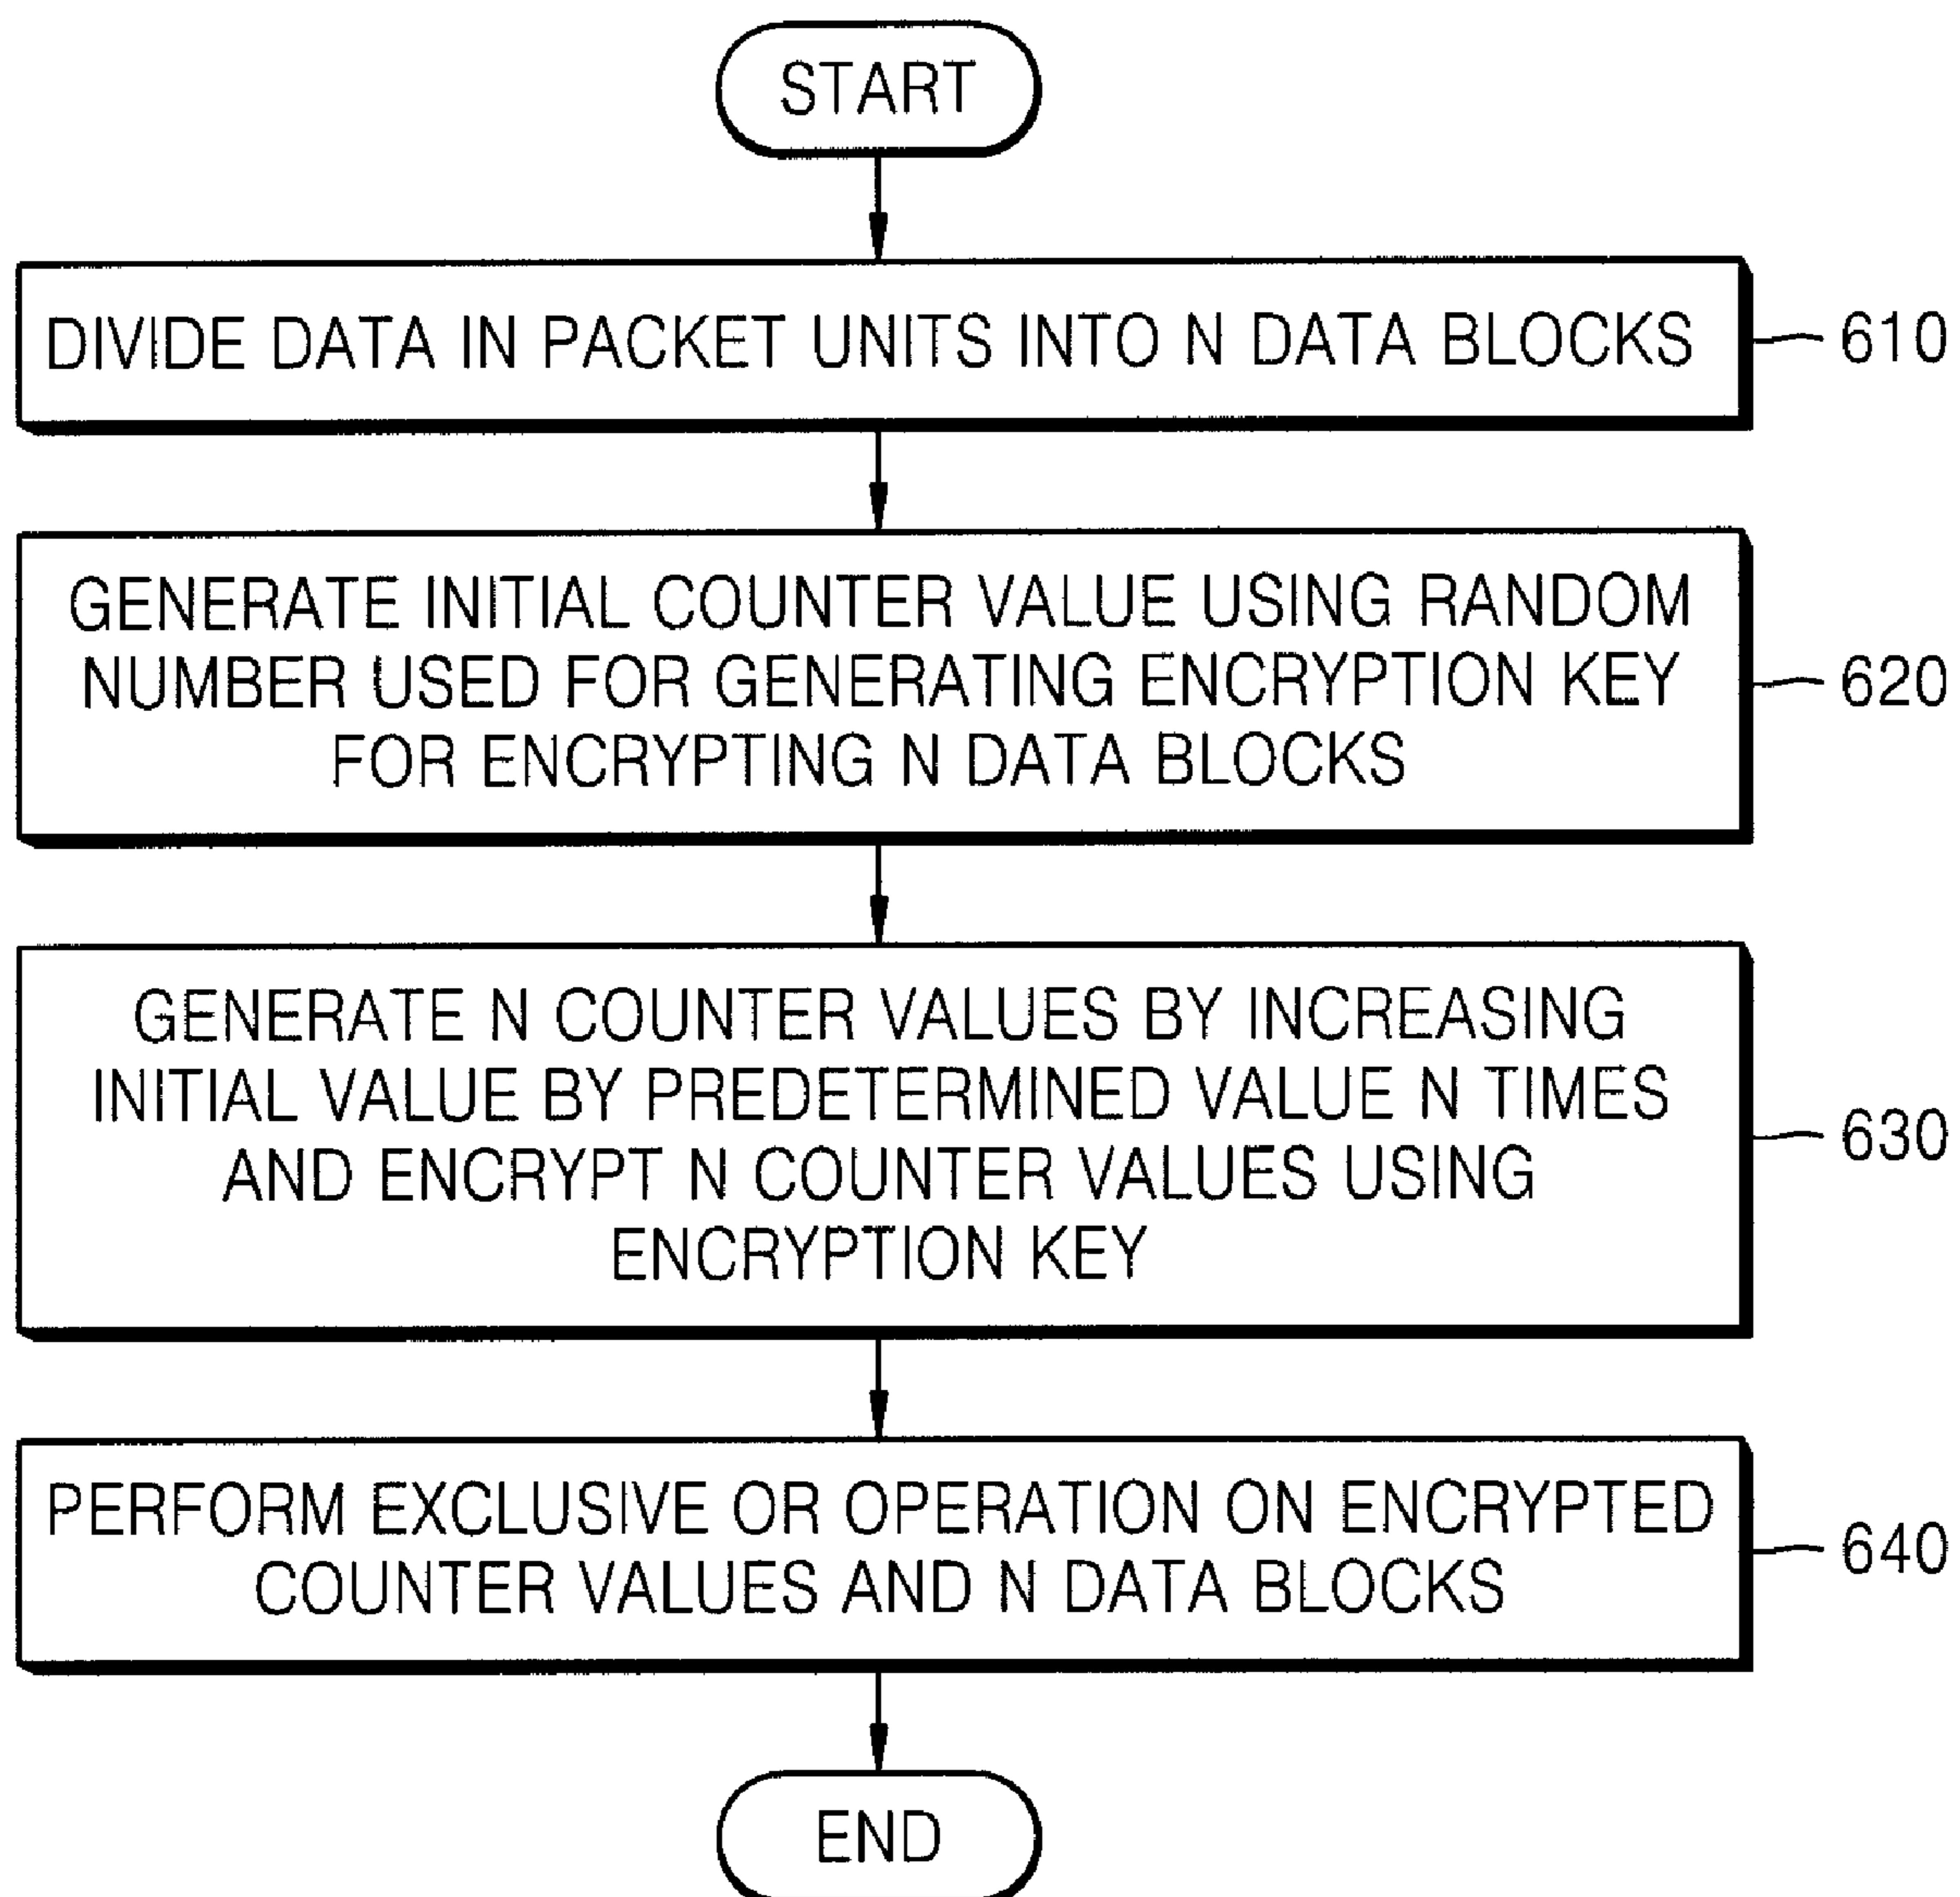 START
DIVIDE DATA IN PACKET UNITS INTO N DATA BLOCKS
610
GENERATE INITIAL COUNTER VALUE USING RANDOM
NUMBER USED FOR GENERATING ENCRYPTION KEY
FOR ENCRYPTING N DATA BLOCKS
620
GENERATE N COUNTER VALUES BY INCREASING
INITIAL VALUE BY PREDETERMINED VALUE N TIMES
AND ENCRYPT N COUNTER VALUES USING
ENCRYPTION KEY
630
PERFORM EXCLUSIVE OR OPERATION ON ENCRYPTED
COUNTER VALUES AND N DATA BLOCKS
640
END